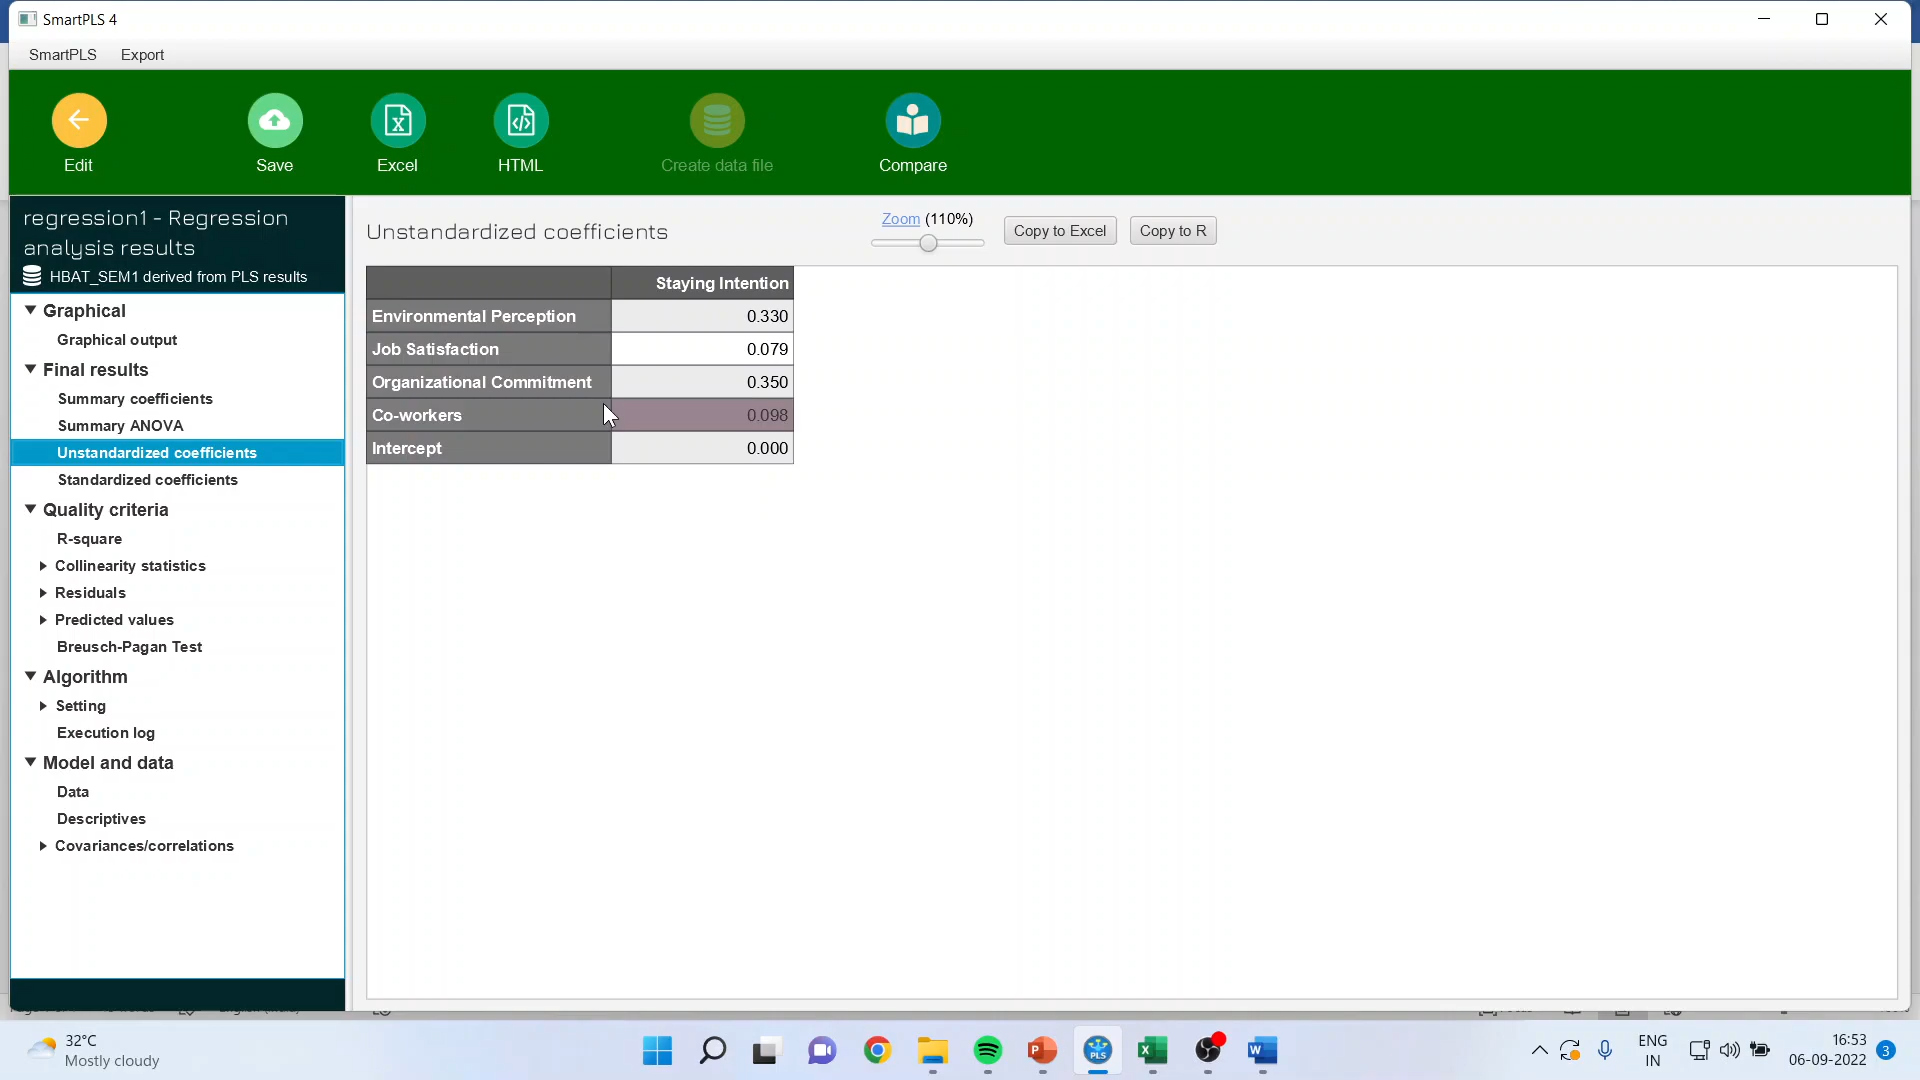 SmartPLS 4
SmartPLS Export
Edit Save Excel HTML Create data file Compare
regression1 - Regression
analysis results
HBAT_SEM1 derived from PLS results
Graphical
Graphical output
Final results
Summary coefficients
Summary ANOVA
Unstandardized coefficients
Standardized coefficients
Quality criteria
R-square
Collinearity statistics
Residuals
Predicted values
Breusch-Pagan Test
Algorithm
Setting
Execution log
Model and data
Data
Descriptives
Covariances/correlations
Unstandardized coefficients
Zoom (110%)
Copy to Excel Copy to R
Staying Intention
Environmental Perception 0.330
Job Satisfaction 0.079
Organizational Commitment 0.350
Co-workers 0.098
Intercept 0.000
32°C
Mostly cloudy
PLS
ENG
IN
16:53
06-09-2022
3